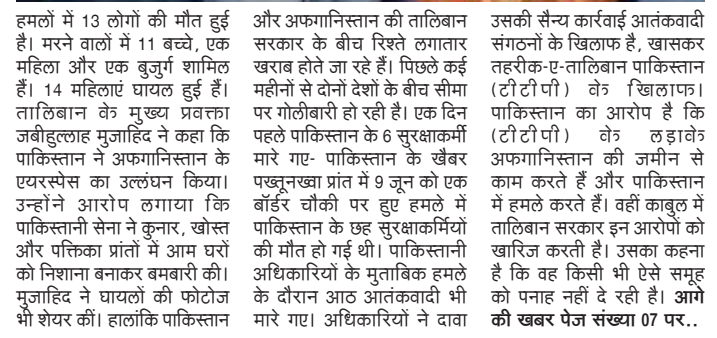 हमलों में 13 लोगों की मौत हुई
है। मरने वालों में 11 बच्चे, एक
महिला और एक बुजुर्ग शामिल
हैं। 14 महिलाएं घायल हुई हैं।
तालिबान के मुख्य प्रवक्ता
जबीहुल्लाह मुजाहिद ने कहा कि
पाकिस्तान ने अफगानिस्तान के
एयरस्पेस का उल्लंघन किया।
उन्होंने आरोप लगाया कि
पाकिस्तानी सेना ने कुनार, खोस्त
और पक्तिका प्रांतों में आम घरों
को निशाना बनाकर बमबारी की।
मुजाहिद ने घायलों की फोटोज
भी शेयर कीं। हालांकि पाकिस्तान
और अफगानिस्तान की तालिबान
सरकार के बीच रिश्ते लगातार
खराब होते जा रहे हैं। पिछले कई
महीनों से दोनों देशों के बीच सीमा
पर गोलीबारी हो रही है। एक दिन
पहले पाकिस्तान के 6 सुरक्षाकर्मी
मारे गए- पाकिस्तान के खैबर
पख्तूनख्वा प्रांत में 9 जून को एक
बॉर्डर चौकी पर हुए हमले में
पाकिस्तान के छह सुरक्षाकर्मियों
की मौत हो गई थी। पाकिस्तानी
अधिकारियों के मुताबिक हमले
के दौरान आठ आतंकवादी भी
मारे गए। अधिकारियों ने दावा
उसकी सैन्य कार्रवाई आतंकवादी
संगठनों के खिलाफ है, खासकर
तहरीक-ए-तालिबान पाकिस्तान
(टीटीपी) के खिलाफ।
पाकिस्तान का आरोप है कि
(टीटीपी) के लड़ाके
अफगानिस्तान की जमीन से
काम करते हैं और पाकिस्तान
में हमले करते हैं। वहीं काबुल में
तालिबान सरकार इन आरोपों को
खारिज करती है। उसका कहना
है कि वह किसी भी ऐसे समूह
को पनाह नहीं दे रही है। आगे
की खबर पेज संख्या 07 पर..